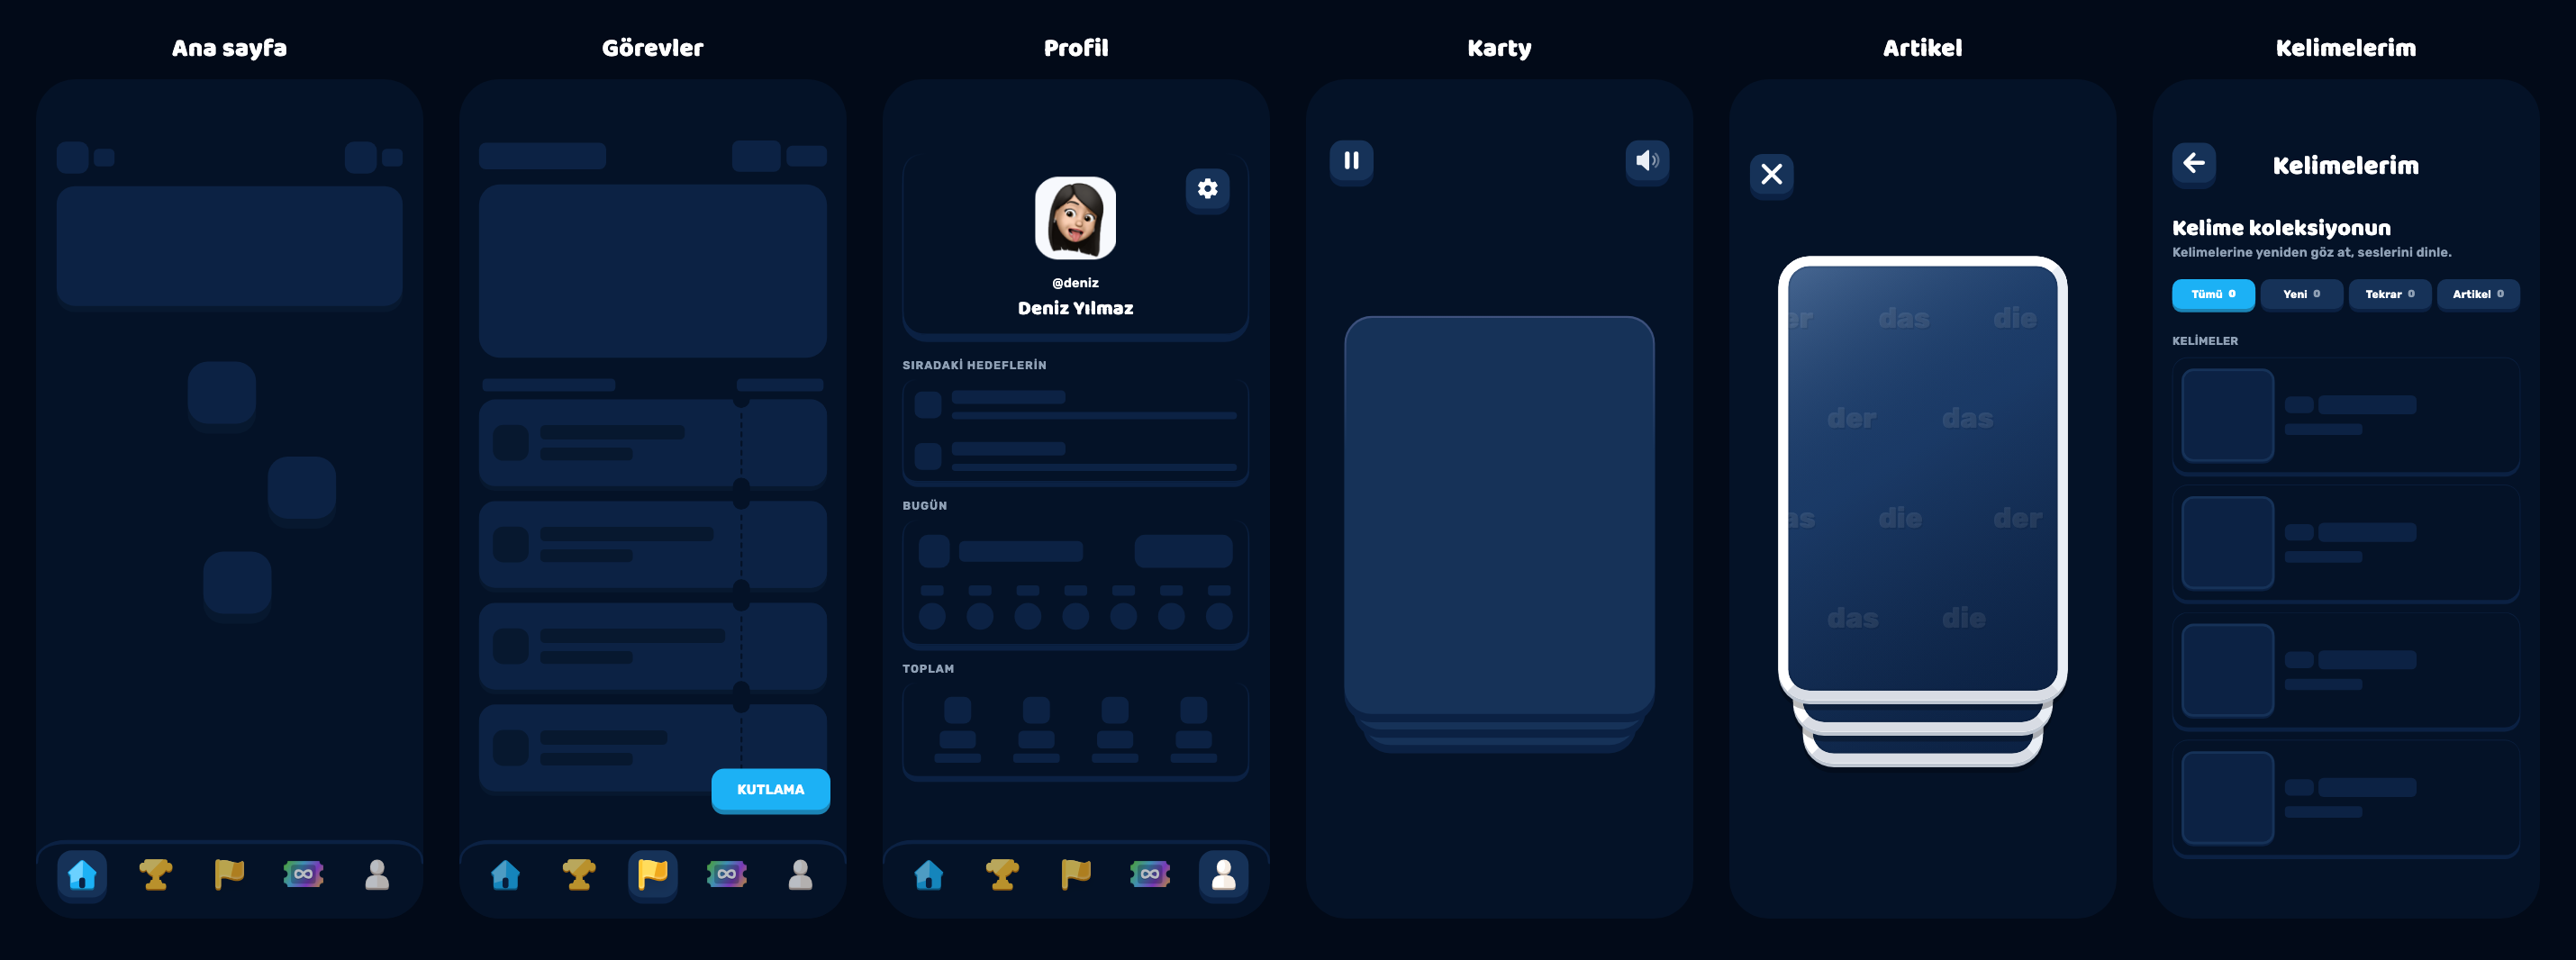 Ana sayfa
Görevler
KUTLAMA
Profil
@deniz
Deniz Yılmaz
SIRADAKİ HEDEFLERİN
BUGÜN
TOPLAM
Karty
Artikel
das die
der das
die der
das die
Kelimelerim
Kelimelerim
Kelime koleksiyonun
Kelimelerine yeniden göz at, seslerini dinle.
Tümü 0 Yeni 0 Tekrar 0 Artikel 0
KELİMELER